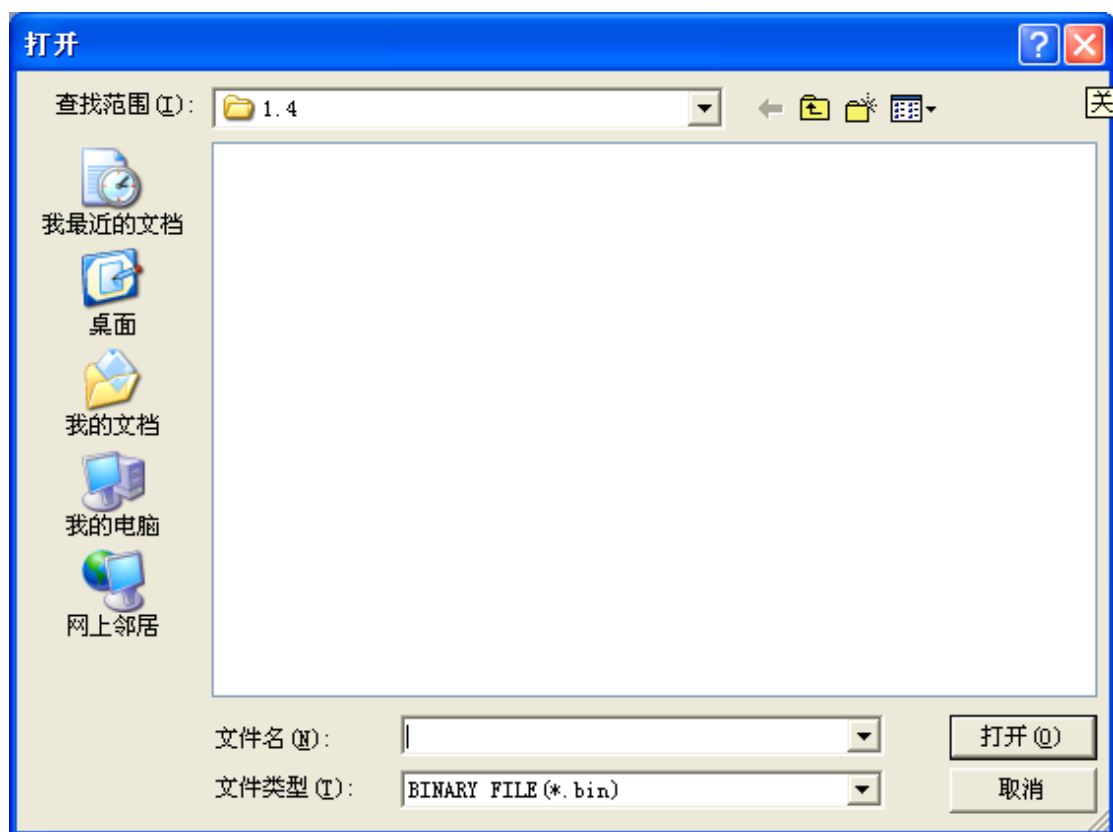 打开
查找范围(I):
1.4
关
我最近的文档
桌面
我的文档
我的电脑
网上邻居
文件名(N):
打开(O)
文件类型(T):
BINARY FILE(*.bin)
取消